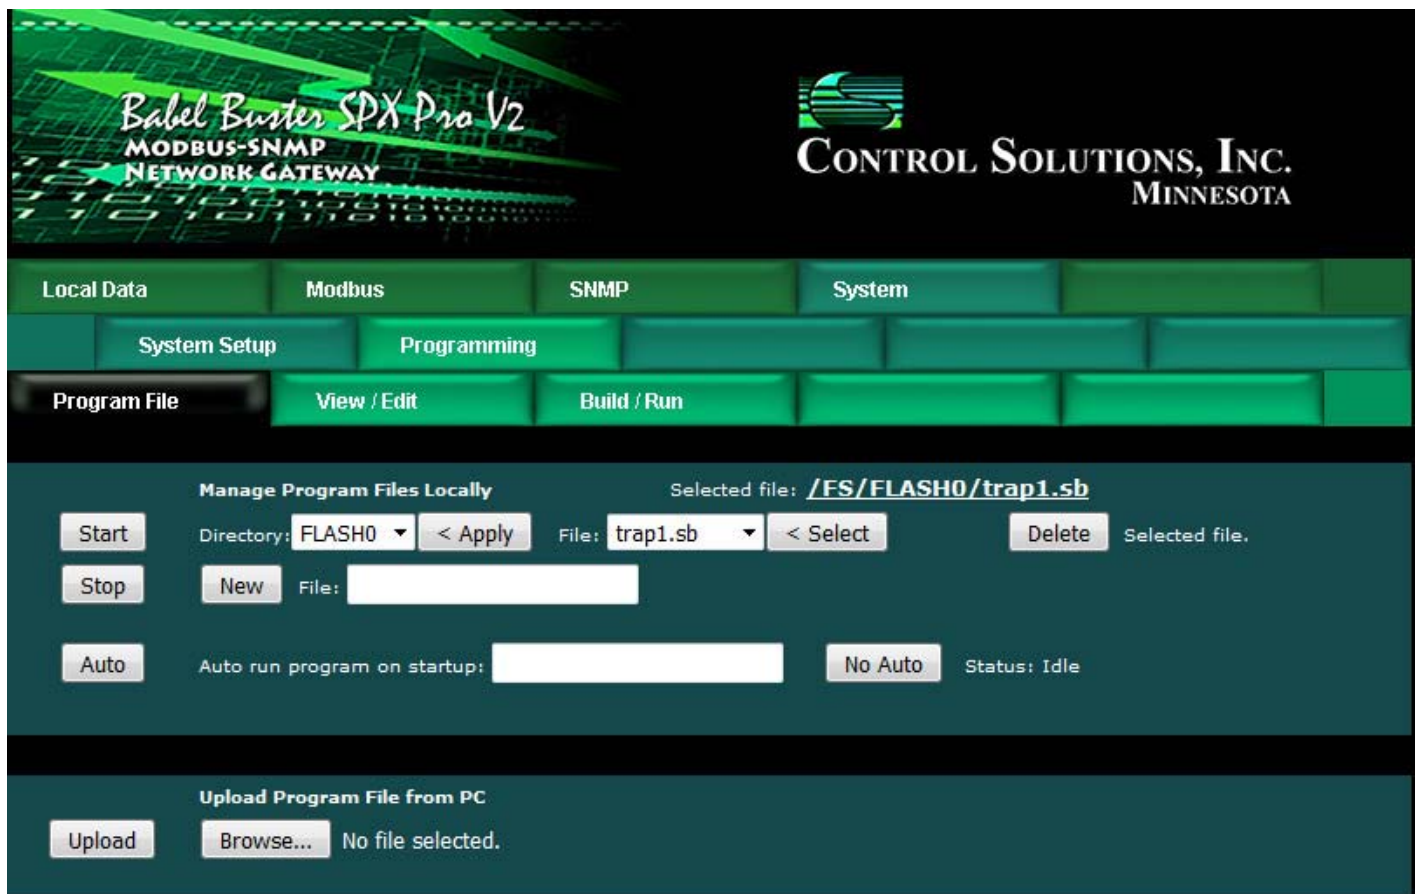 Babel Buster SPX Pro V2
MODBUS-SNMP
NETWORK GATEWAY
CONTROL SOLUTIONS, INC.
MINNESOTA
Local Data Modbus SNMP System
System Setup Programming
Program File View / Edit Build / Run
Manage Program Files Locally Selected file: /FS/FLASH0/trap1.sb
Start Directory: FLASH0 < Apply File: trap1.sb < Select Delete Selected file.
Stop New File:
Auto Auto run program on startup: No Auto Status: Idle
Upload Program File from PC
Upload Browse... No file selected.